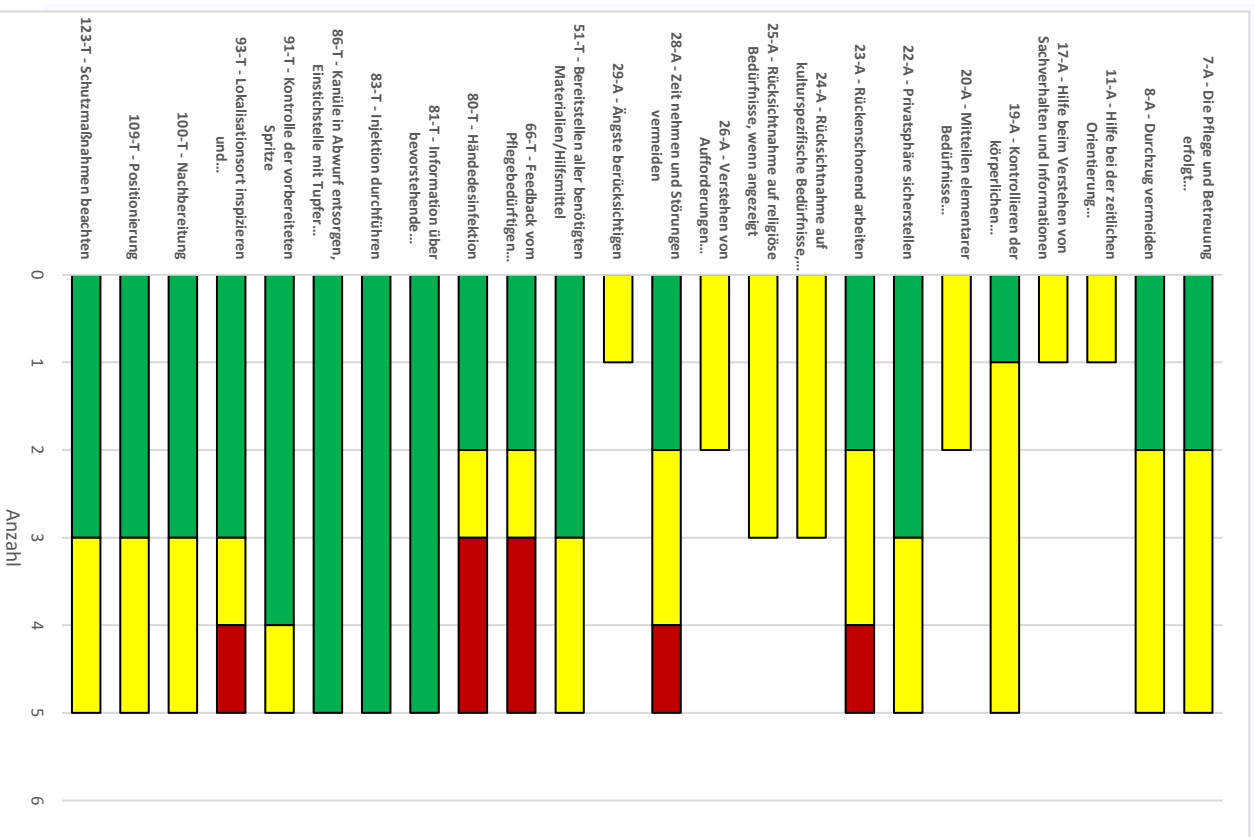 7-A - Die Pflege und Betreuung
erfolgt...
8-A - Durchzug vermeiden
11-A - Hilfe bei der zeitlichen
Orientierung...
17-A - Hilfe beim Verstehen von
Sachverhalten und Informationen
19-A - Kontrollieren der
körperlichen...
20-A - Mitteilen elementarer
Bedürfnisse...
22-A - Privatsphäre sicherstellen
23-A - Rückenschonend arbeiten
24-A - Rücksichtnahme auf
kulturspezifische Bedürfnisse,...
25-A - Rücksichtnahme auf religiöse
Bedürfnisse, wenn angezeigt
26-A - Verstehen von
Aufforderungen...
28-A - Zeit nehmen und Störungen
vermeiden
29-A - Ängste berücksichtigen
51-T - Bereitstellen aller benötigten
Materialien/Hilfsmittel
66-T - Feedback vom
Pflegebedürftigen...
80-T - Händedesinfektion
81-T - Information über
bevorstehende...
83-T - Injektion durchführen
86-T - Kanüle in Abwurf entsorgen,
Einstichstelle mit Tupfer...
91-T - Kontrolle der vorbereiteten
Spritze
93-T - Lokalisationsort inspizieren
und...
100-T - Nachbereitung
109-T - Positionierung
123-T - Schutzmaßnahmen beachten
0
1
2
3
4
5
6
Anzahl